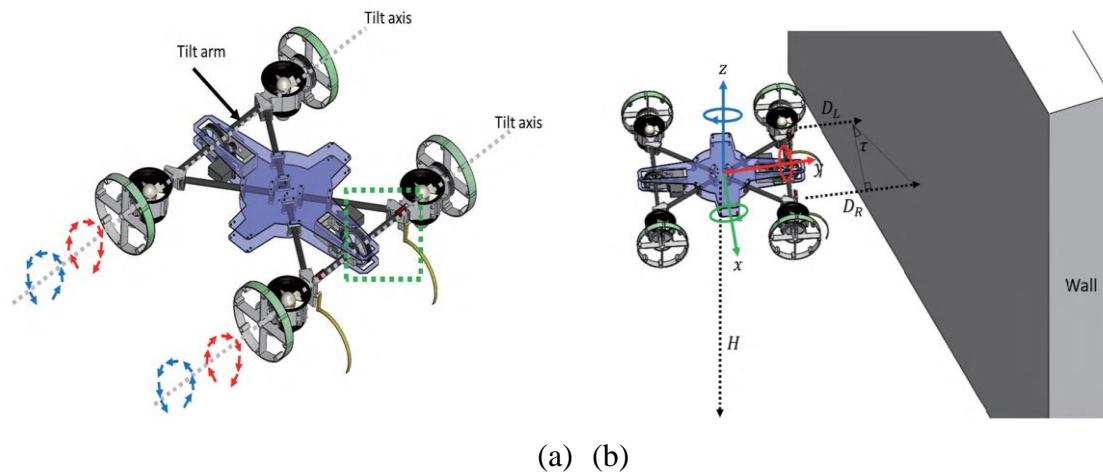 Tilt axis
Tilt arm
Tilt axis
z
D_L
τ
y
D_R
x
H
Wall
(a) (b)